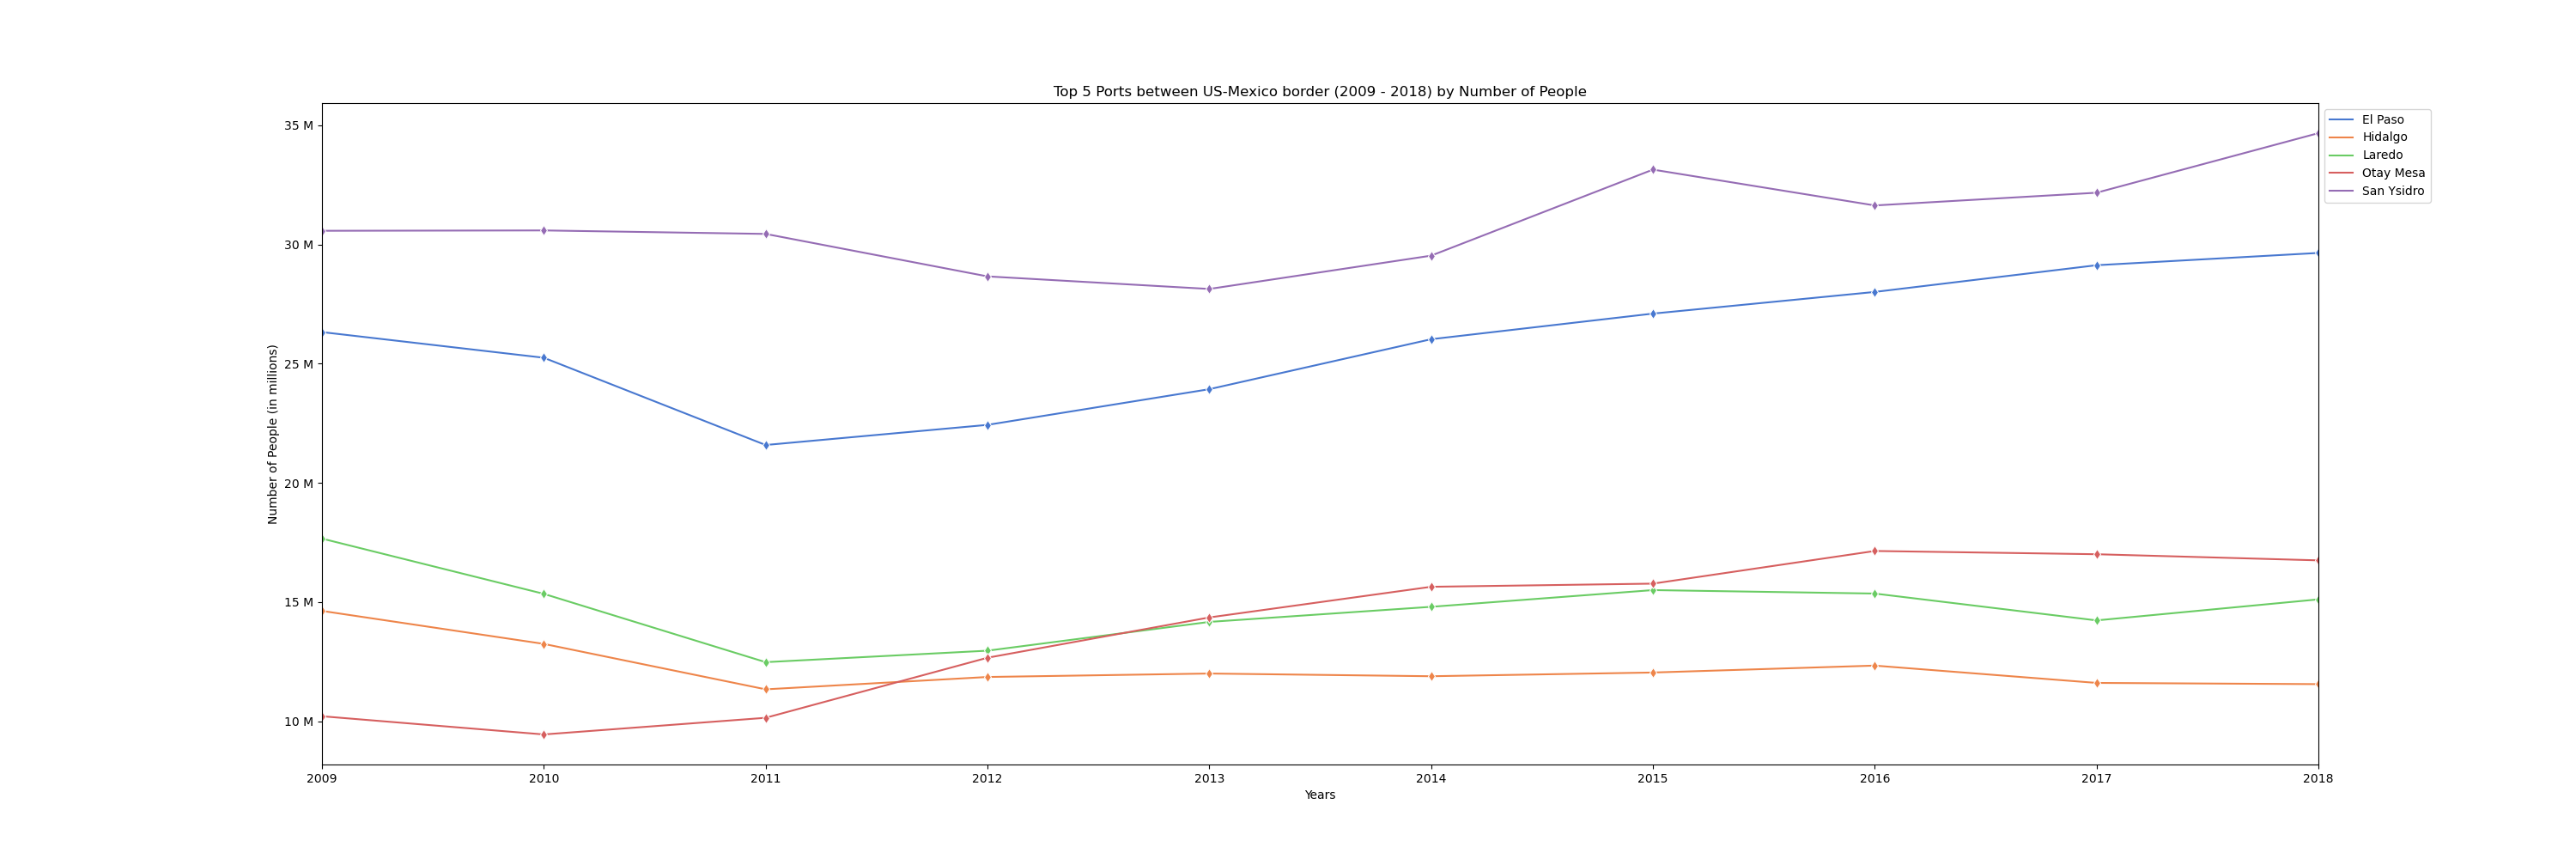 Top 5 Ports between US-Mexico border (2009 - 2018) by Number of People
35 M
30 M
25 M
20 M
15 M
10 M
Number of People (in millions)
2009 2010 2011 2012 2013 2014 2015 2016 2017 2018
Years
El Paso
Hidalgo
Laredo
Otay Mesa
San Ysidro